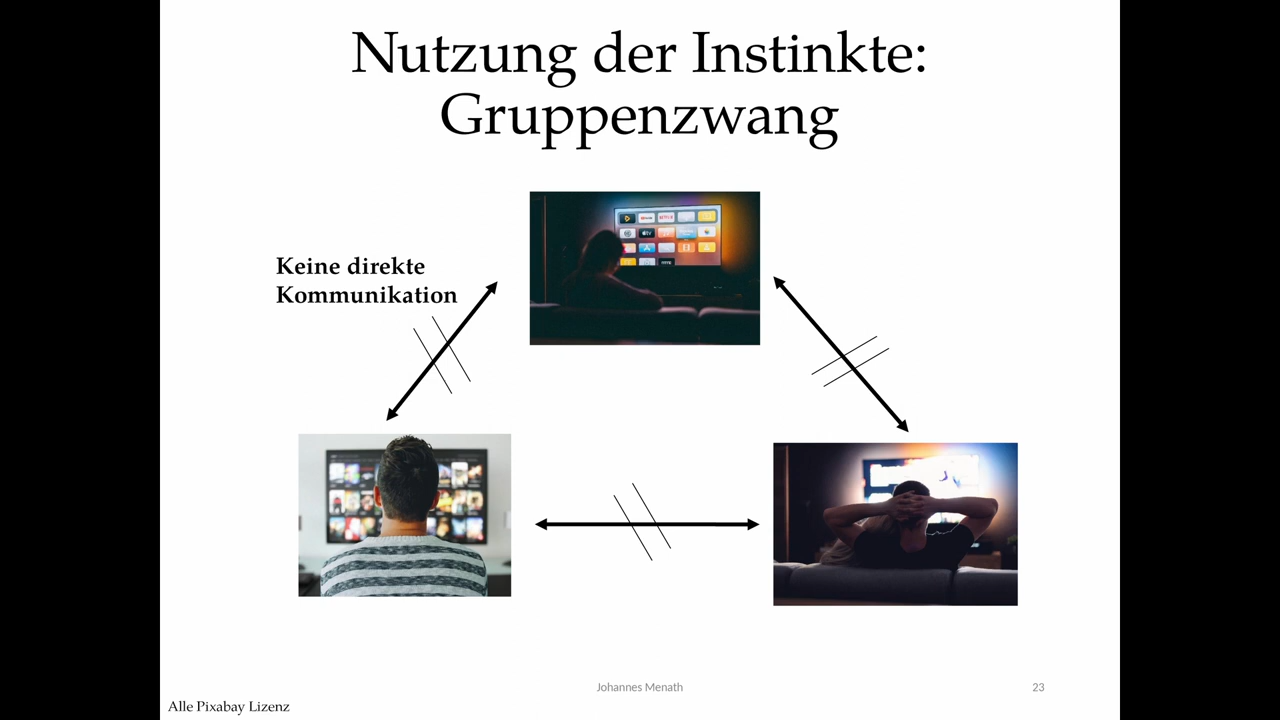 Nutzung der Instinkte:
Gruppenzwang
Keine direkte
Kommunikation
Johannes Menath
23
Alle Pixabay Lizenz